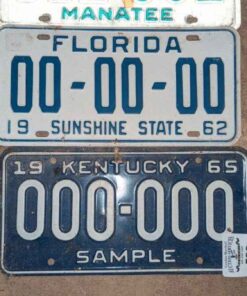 MANATEE
FLORIDA
00-00-00
19 SUNSHINE STATE 62
19 KENTUCKY 65
000-000
SAMPLE